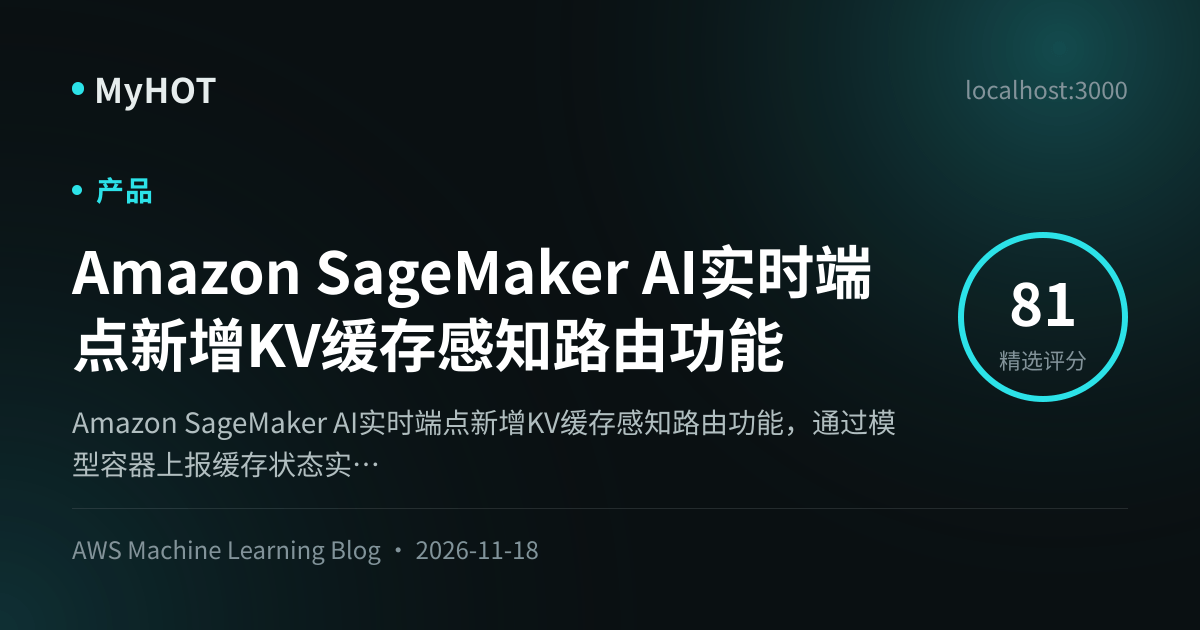 MyHOT
localhost:3000
产品
Amazon SageMaker AI实时端
点新增KV缓存感知路由功能
81
精选评分
Amazon SageMaker AI实时端点新增KV缓存感知路由功能，通过模
型容器上报缓存状态实…
AWS Machine Learning Blog • 2026-11-18